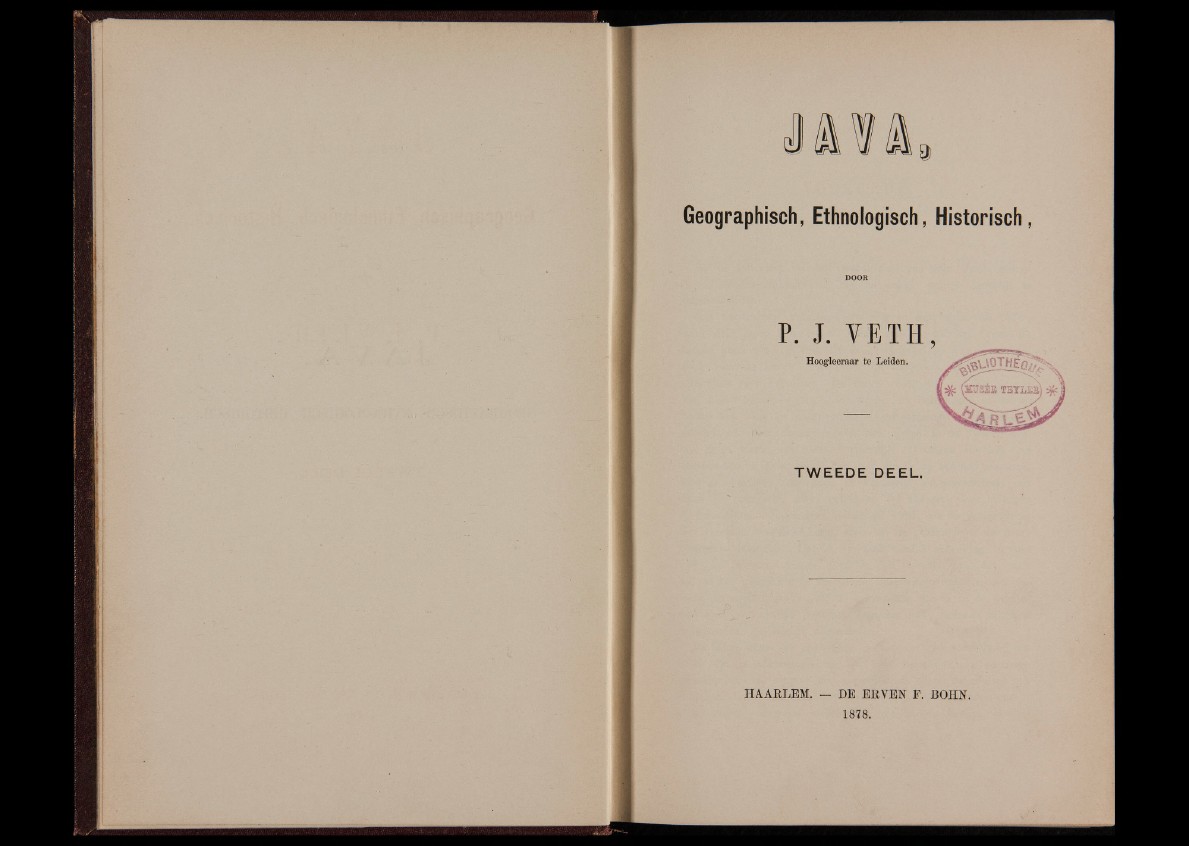 JAVA,
Geographisch, Ethnologisch, Historisch,
DOOR
P. J. VETH,
Hoogleeraar te Leiden.
BIBLIOTHÈQUE
MUSÉE TEYLER
HARLEM
TWEEDE DEEL.
HAARLEM. — DE ERVEN F. BOHN.
1878.